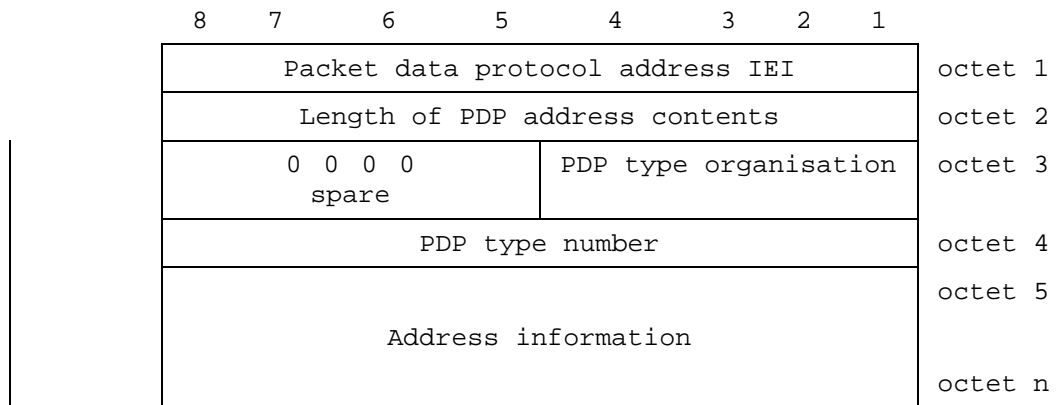 8 7 6 5 4 3 2 1
Packet data protocol address IEI octet 1
Length of PDP address contents octet 2
0 0 0 0 PDP type organisation octet 3
spare
PDP type number octet 4
octet 5
Address information
octet n